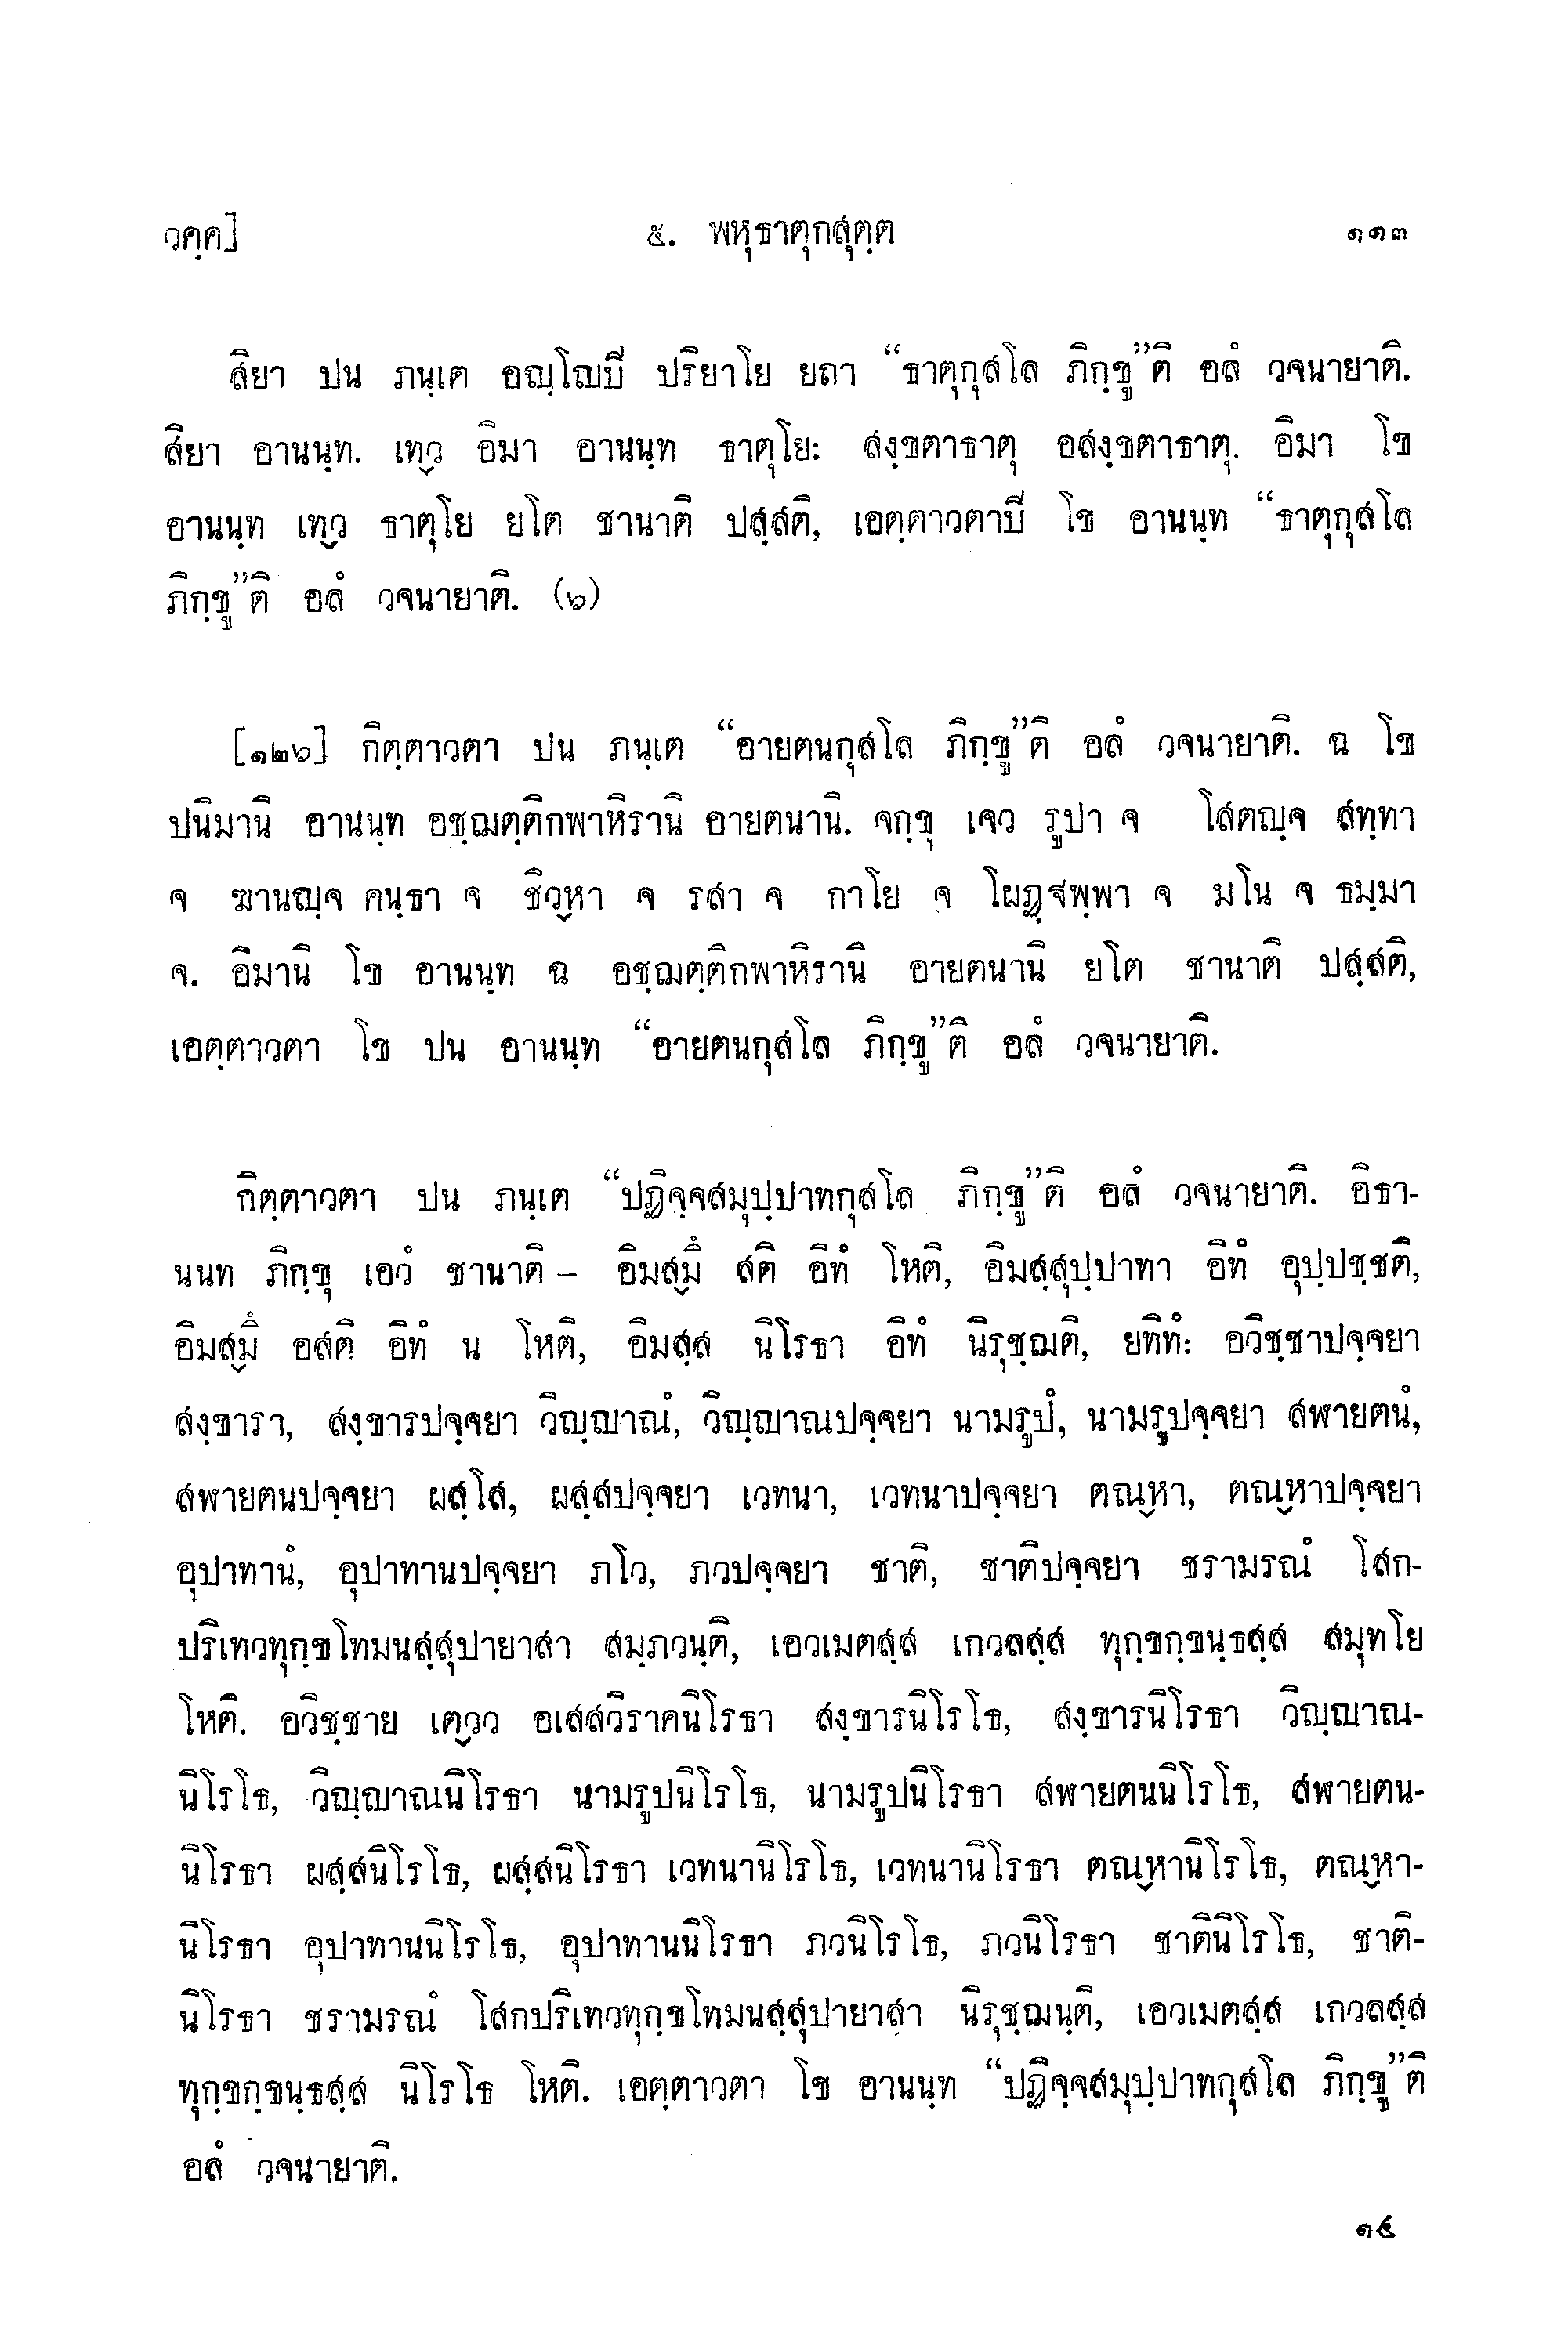 วคฺค] ๕. พหุธาตุกสุตฺต ๑๑๓
สิยา ปน ภนฺเต อญฺโญปิ ปริยาโย ยถา “ธาตุกุสโล ภิกฺขู”ติ อลํ วจนายาติ.
สิยา อานนฺท. เทฺว อิมา อานนฺท ธาตุโย: สงฺขตาธาตุ อสงฺขตาธาตุ. อิมา โข
อานนฺท เทฺว ธาตุโย ยโต ชานาติ ปสฺสติ, เอตฺตาวตาปิ โข อานนฺท “ธาตุกุสโล
ภิกฺขู”ติ อลํ วจนายาติ. (๖)
[๑๒๖] กิตฺตาวตา ปน ภนฺเต “อายตนกุสโล ภิกฺขู”ติ อลํ วจนายาติ. ฉ โข
ปนิมานิ อานนฺท อชฺฌตฺติกพาหิรานิ อายตนานิ. จกฺขุ เจว รูปา จ โสตญฺจ สทฺทา
จ ฆานญฺจ คนฺธา จ ชิวฺหา จ รสา จ กาโย จ โผฏฺฐพฺพา จ มโน จ ธมฺมา
จ. อิมานิ โข อานนฺท ฉ อชฺฌตฺติกพาหิรานิ อายตนานิ ยโต ชานาติ ปสฺสติ,
เอตฺตาวตา โข ปน อานนฺท “อายตนกุสโล ภิกฺขู”ติ อลํ วจนายาติ.
กิตฺตาวตา ปน ภนฺเต “ปฏิจฺจสมุปฺปาทกุสโล ภิกฺขู”ติ อลํ วจนายาติ. อิธา-
นนท ภิกฺขุ เอวํ ชานาติ – อิมสฺมิํ สติ อิทํ โหติ, อิมสฺสุปฺปาทา อิทํ อุปฺปชฺชติ,
อิมสฺมิํ อสติ อิทํ น โหติ, อิมสฺส นิโรธา อิทํ นิรุชฺฌติ, ยทิทํ: อวิชฺชาปจฺจยา
สงฺขารา, สงฺขารปจฺจยา วิญฺญาณํ, วิญฺญาณปจฺจยา นามรูปํ, นามรูปจฺจยา สฬายตนํ,
สฬายตนปจฺจยา ผสฺโส, ผสฺสปจฺจยา เวทนา, เวทนาปจฺจยา ตณฺหา, ตณฺหาปจฺจยา
อุปาทานํ, อุปาทานปจฺจยา ภโว, ภวปจฺจยา ชาติ, ชาติปจฺจยา ชรามรณํ โสก-
ปริเทวทุกฺขโทมนสฺสุปายาสา สมฺภวนฺติ, เอวเมตสฺส เกวลสฺส ทุกฺขกฺขนฺธสฺส สมุทโย
โหติ. อวิชฺชาย เตฺวว อเสสวิราคนิโรธา สงฺขารนิโรโธ, สงฺขารนิโรธา วิญฺญาณ-
นิโรโธ, วิญฺญาณนิโรธา นามรูปนิโรโธ, นามรูปนิโรธา สฬายตนนิโรโธ, สฬายตน-
นิโรธา ผสฺสนิโรโธ, ผสฺสนิโรธา เวทนานิโรโธ, เวทนานิโรธา ตณฺหานิโรโธ, ตณฺหา-
นิโรธา อุปาทานนิโรโธ, อุปาทานนิโรธา ภวนิโรโธ, ภวนิโรธา ชาตินิโรโธ, ชาติ-
นิโรธา ชรามรณํ โสกปริเทวทุกฺขโทมนสฺสุปายาสา นิรุชฺฌนฺติ, เอวเมตสฺส เกวลสฺส
ทุกฺขกฺขนฺธสฺส นิโรโธ โหติ. เอตฺตาวตา โข อานนฺท “ปฏิจฺจสมุปฺปาทกุสโล ภิกฺขู”ติ
อลํ วจนายาติ.
๑๕